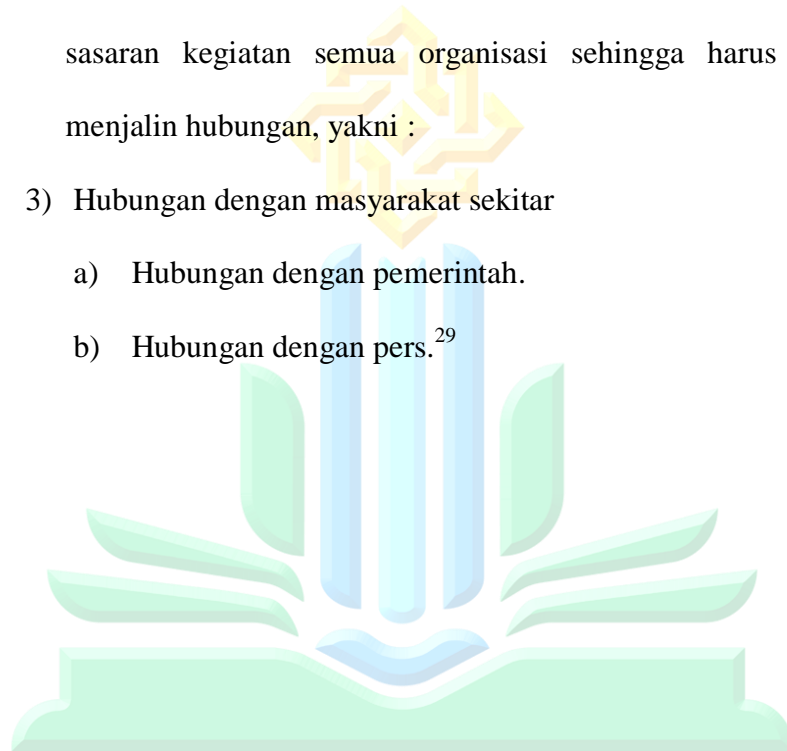 sasaran kegiatan semua organisasi sehingga harus
menjalin hubungan, yakni :
3) Hubungan dengan masyarakat sekitar
a) Hubungan dengan pemerintah.
b) Hubungan dengan pers.29